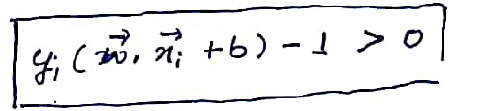 yᵢ (w⃗. x⃗ᵢ + b) - 1 > 0